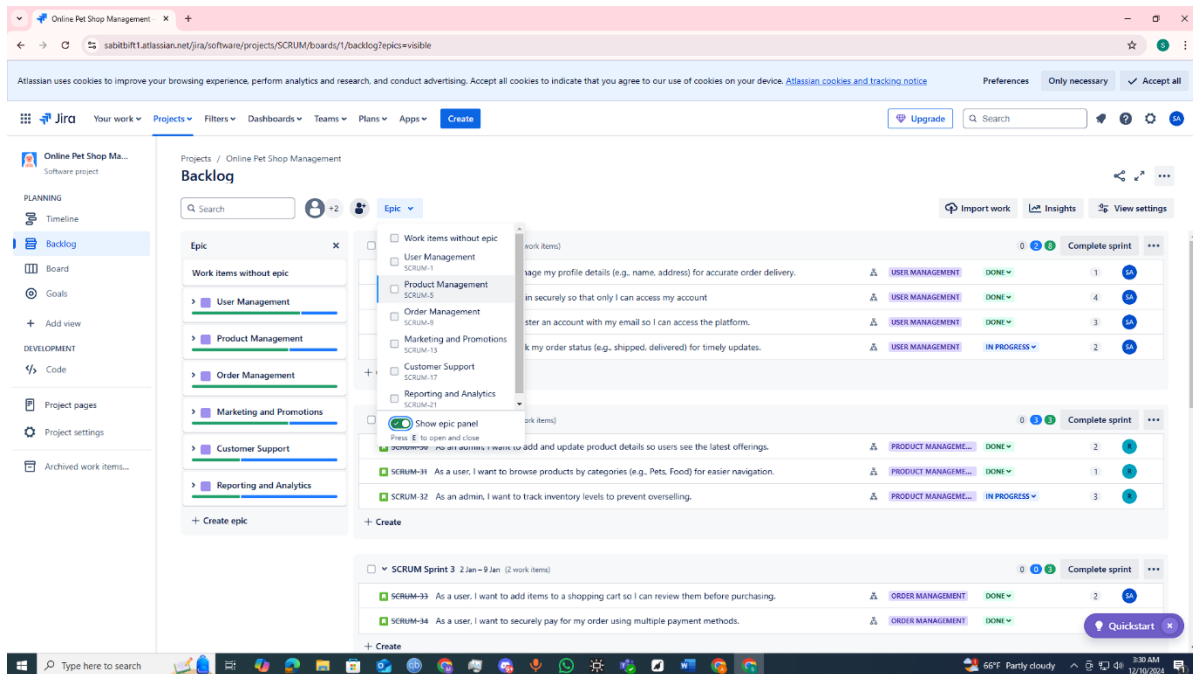 Online Pet Shop Management
sabitbift1.atlassian.net/jira/software/projects/SCRUM/boards/1/backlog?epics=visible
S
Atlassian uses cookies to improve your browsing experience, perform analytics and research, and conduct advertising. Accept all cookies to indicate that you agree to our use of cookies on your device. Atlassian cookies and tracking notice
Preferences Only necessary Accept all
Jira Your work Projects Filters Dashboards Teams Plans Apps Create Upgrade Search SA
Online Pet Shop Ma...
Software project
PLANNING
Timeline
Backlog
Board
Goals
Add view
DEVELOPMENT
Code
Project pages
Project settings
Archived work items...
Projects / Online Pet Shop Management
Backlog
Search +2 Epic Import work Insights View settings
Epic
Work items without epic
User Management
Product Management
Order Management
Marketing and Promotions
Customer Support
Reporting and Analytics
+ Create epic
Work items without epic
User Management
SCRUM-1
Product Management
SCRUM-5
Order Management
SCRUM-9
Marketing and Promotions
SCRUM-13
Customer Support
SCRUM-17
Reporting and Analytics
SCRUM-21
Show epic panel
Press E to open and close
work items) 0 2 8 Complete sprint
nage my profile details (e.g., name, address) for accurate order delivery. USER MANAGEMENT DONE 1 SA
in securely so that only I can access my account USER MANAGEMENT DONE 4 SA
ster an account with my email so I can access the platform. USER MANAGEMENT DONE 3 SA
k my order status (e.g., shipped, delivered) for timely updates. USER MANAGEMENT IN PROGRESS 2 SA
ork items) 0 3 3 Complete sprint
SCRUM-30 As an admin, I want to add and update product details so users see the latest offerings. PRODUCT MANAGEME... DONE 2 R
SCRUM-31 As a user, I want to browse products by categories (e.g., Pets, Food) for easier navigation. PRODUCT MANAGEME... DONE 1 R
SCRUM-32 As an admin, I want to track inventory levels to prevent overselling. PRODUCT MANAGEME... IN PROGRESS 3 R
+ Create
SCRUM Sprint 3 2 Jan – 9 Jan (2 work items) 0 0 3 Complete sprint
SCRUM-33 As a user, I want to add items to a shopping cart so I can review them before purchasing. ORDER MANAGEMENT DONE 2 SA
SCRUM-34 As a user, I want to securely pay for my order using multiple payment methods. ORDER MANAGEMENT DONE
+ Create
Quickstart
Type here to search
66°F Partly cloudy
3:30 AM
12/10/2024